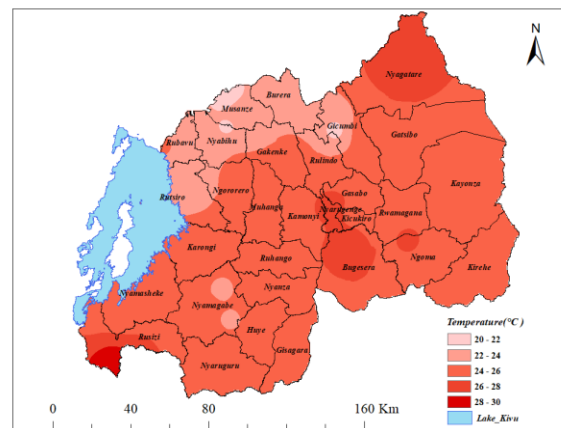 N
Nyagatare
Burera
Musanze
Gicumbi
Rubavu
Nyabihu
Gatsibo
Gakenke
Rulindo
Kayonza
Rutsiro
Ngororero
Gasabo
Muhanga
Nyarugenge
Rwamagana
Kamonyi
Kicukiro
Karongi
Ruhango
Bugesera
Ngoma
Kirehe
Nyamasheke
Nyanza
Nyamagabe
Huye
Rusizi
Gisagara
Nyaruguru
Temperature(°C)
20 - 22
22 - 24
24 - 26
26 - 28
28 - 30
Lake_Kivu
0 40 80 160 Km